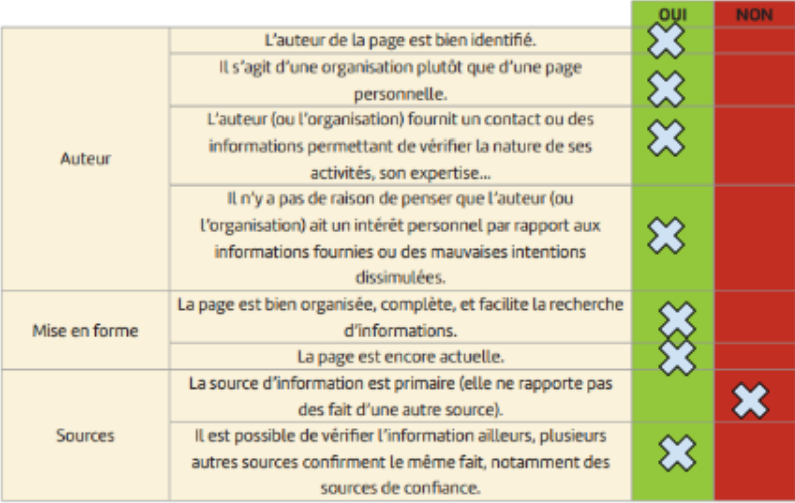 OUI NON
L'auteur de la page est bien identifié.
Il s'agit d'une organisation plutôt que d'une page
personnelle.
L'auteur (ou l'organisation) fournit un contact ou des
informations permettant de vérifier la nature de ses
activités, son expertise...
Auteur
Il n'y a pas de raison de penser que l'auteur (ou
l'organisation) ait un intérêt personnel par rapport aux
informations fournies ou des mauvaises intentions
dissimulées.
La page est bien organisée, complète, et facilite la recherche
d'informations.
Mise en forme
La page est encore actuelle.
La source d'information est primaire (elle ne rapporte pas
des fait d'une autre source).
Sources
Il est possible de vérifier l'information ailleurs, plusieurs
autres sources confirment le même fait, notamment des
sources de confiance.